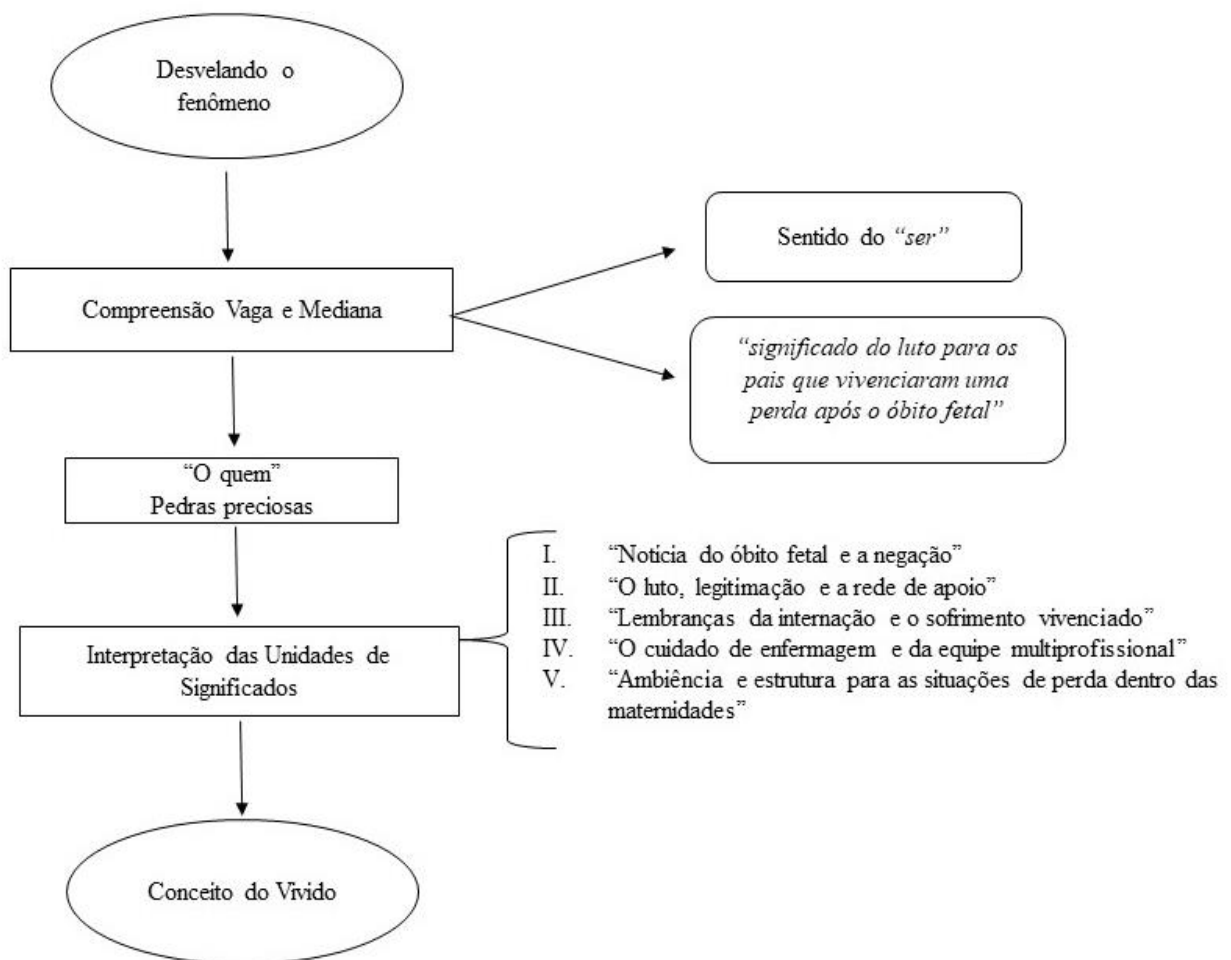 Desvelando o
fenômeno
Sentido do “ser”
Compreensão Vaga e Mediana
“significado do luto para os
pais que vivenciaram uma
perda após o óbito fetal”
“O quem”
Pedras preciosas
I. “Notícia do óbito fetal e a negação”
II. “O luto, legitimação e a rede de apoio”
III. “Lembranças da internação e o sofrimento vivenciado”
IV. “O cuidado de enfermagem e da equipe multiprofissional”
V. “Ambiência e estrutura para as situações de perda dentro das
maternidades”
Interpretação das Unidades de
Significados
Conceito do Vivido